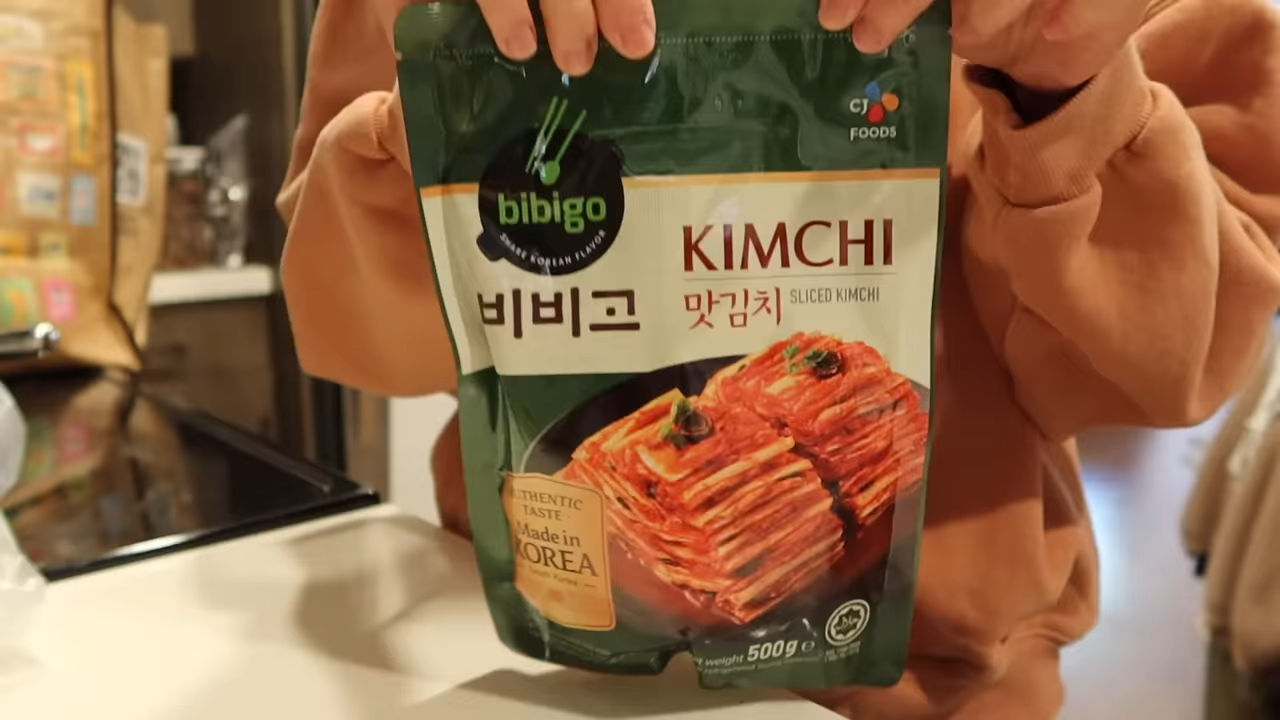 CJ
FOODS
bibigo
SHARE KOREAN FLAVOR
비비고
KIMCHI
맛김치 SLICED KIMCHI
AUTHENTIC
TASTE
Made in
KOREA
weight 500g ℮